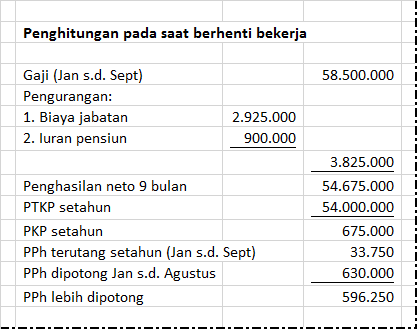 Penghitungan pada saat berhenti bekerja
Gaji (Jan s.d. Sept) 58.500.000
Pengurangan:
1. Biaya jabatan 2.925.000
2. Iuran pensiun 900.000
3.825.000
Penghasilan neto 9 bulan 54.675.000
PTKP setahun 54.000.000
PKP setahun 675.000
PPh terutang setahun (Jan s.d. Sept) 33.750
PPh dipotong Jan s.d. Agustus 630.000
PPh lebih dipotong 596.250